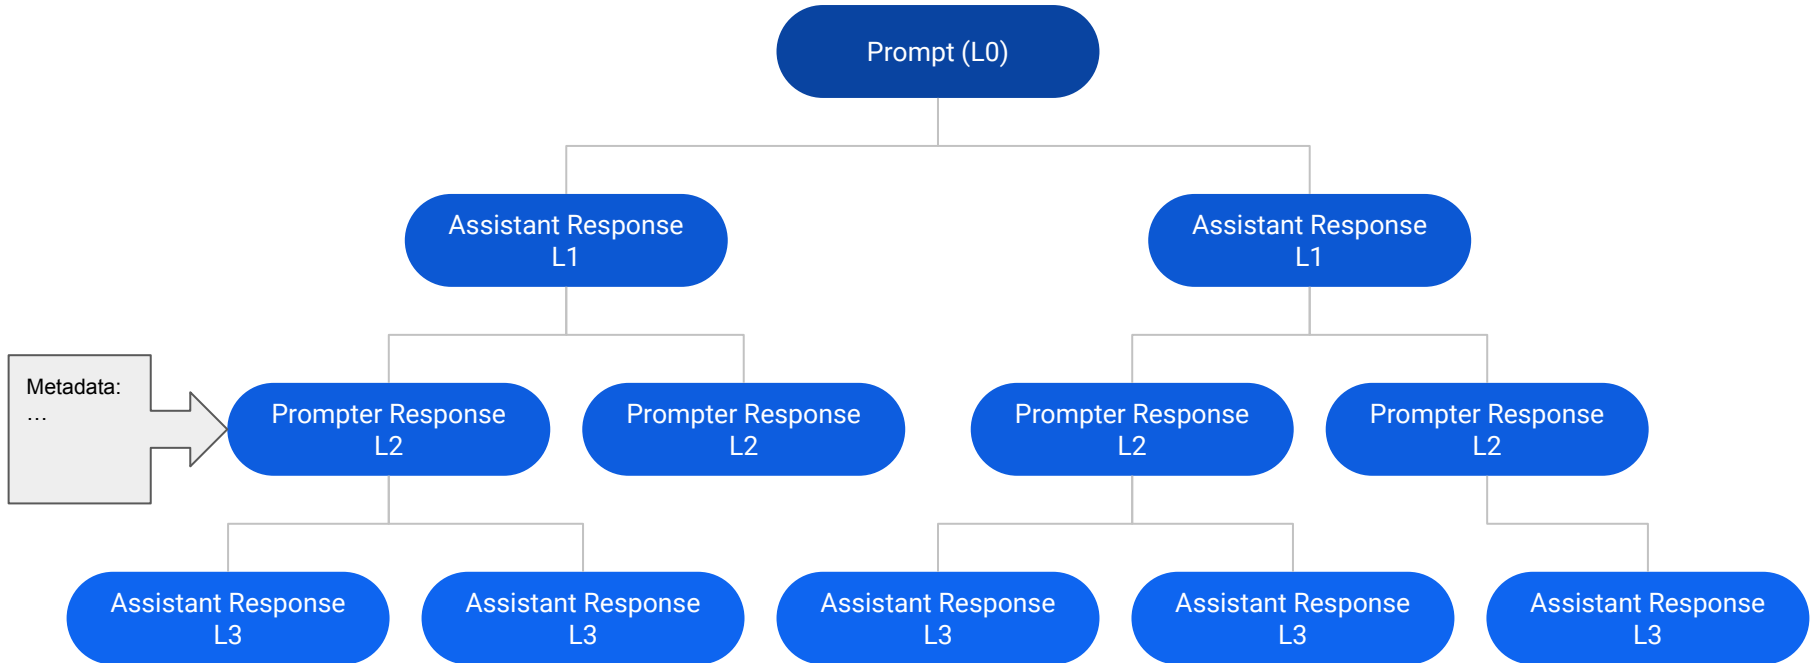 Prompt (L0)
Assistant Response
L1
Assistant Response
L1
Metadata:
…
Prompter Response
L2
Prompter Response
L2
Prompter Response
L2
Prompter Response
L2
Assistant Response
L3
Assistant Response
L3
Assistant Response
L3
Assistant Response
L3
Assistant Response
L3